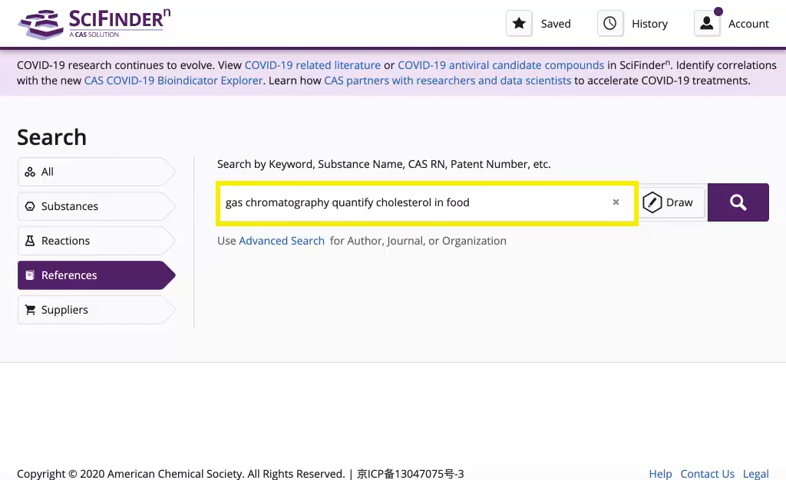 SCIFINDERⁿ
A CAS SOLUTION
Saved
History
Account
COVID-19 research continues to evolve. View COVID-19 related literature or COVID-19 antiviral candidate compounds in SciFinderⁿ. Identify correlations
with the new CAS COVID-19 Bioindicator Explorer. Learn how CAS partners with researchers and data scientists to accelerate COVID-19 treatments.
Search
All
Substances
Reactions
References
Suppliers
Search by Keyword, Substance Name, CAS RN, Patent Number, etc.
gas chromatography quantify cholesterol in food
Draw
Use Advanced Search for Author, Journal, or Organization
Copyright © 2020 American Chemical Society. All Rights Reserved. | 京ICP备13047075号-3
Help Contact Us Legal